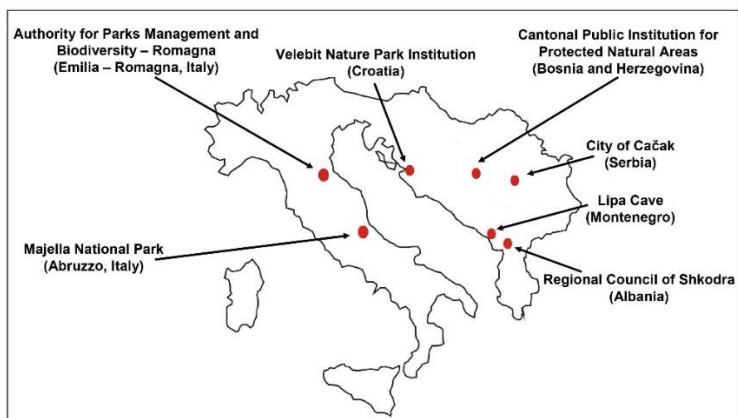 Authority for Parks Management and
Biodiversity – Romagna
(Emilia – Romagna, Italy)
Velebit Nature Park Institution
(Croatia)
Cantonal Public Institution for
Protected Natural Areas
(Bosnia and Herzegovina)
City of Cačak
(Serbia)
Lipa Cave
(Montenegro)
Majella National Park
(Abruzzo, Italy)
Regional Council of Shkodra
(Albania)